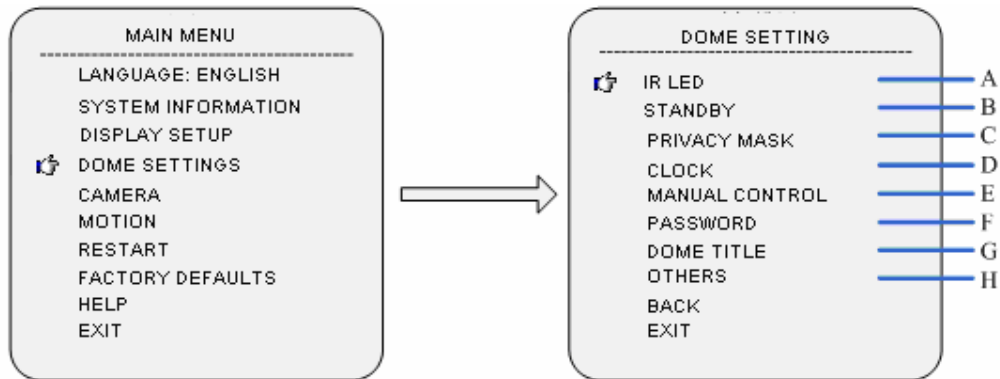 MAIN MENU
LANGUAGE: ENGLISH
SYSTEM INFORMATION
DISPLAY SETUP
DOME SETTINGS
CAMERA
MOTION
RESTART
FACTORY DEFAULTS
HELP
EXIT
DOME SETTING
IR LED A
STANDBY B
PRIVACY MASK C
CLOCK D
MANUAL CONTROL E
PASSWORD F
DOME TITLE G
OTHERS H
BACK
EXIT